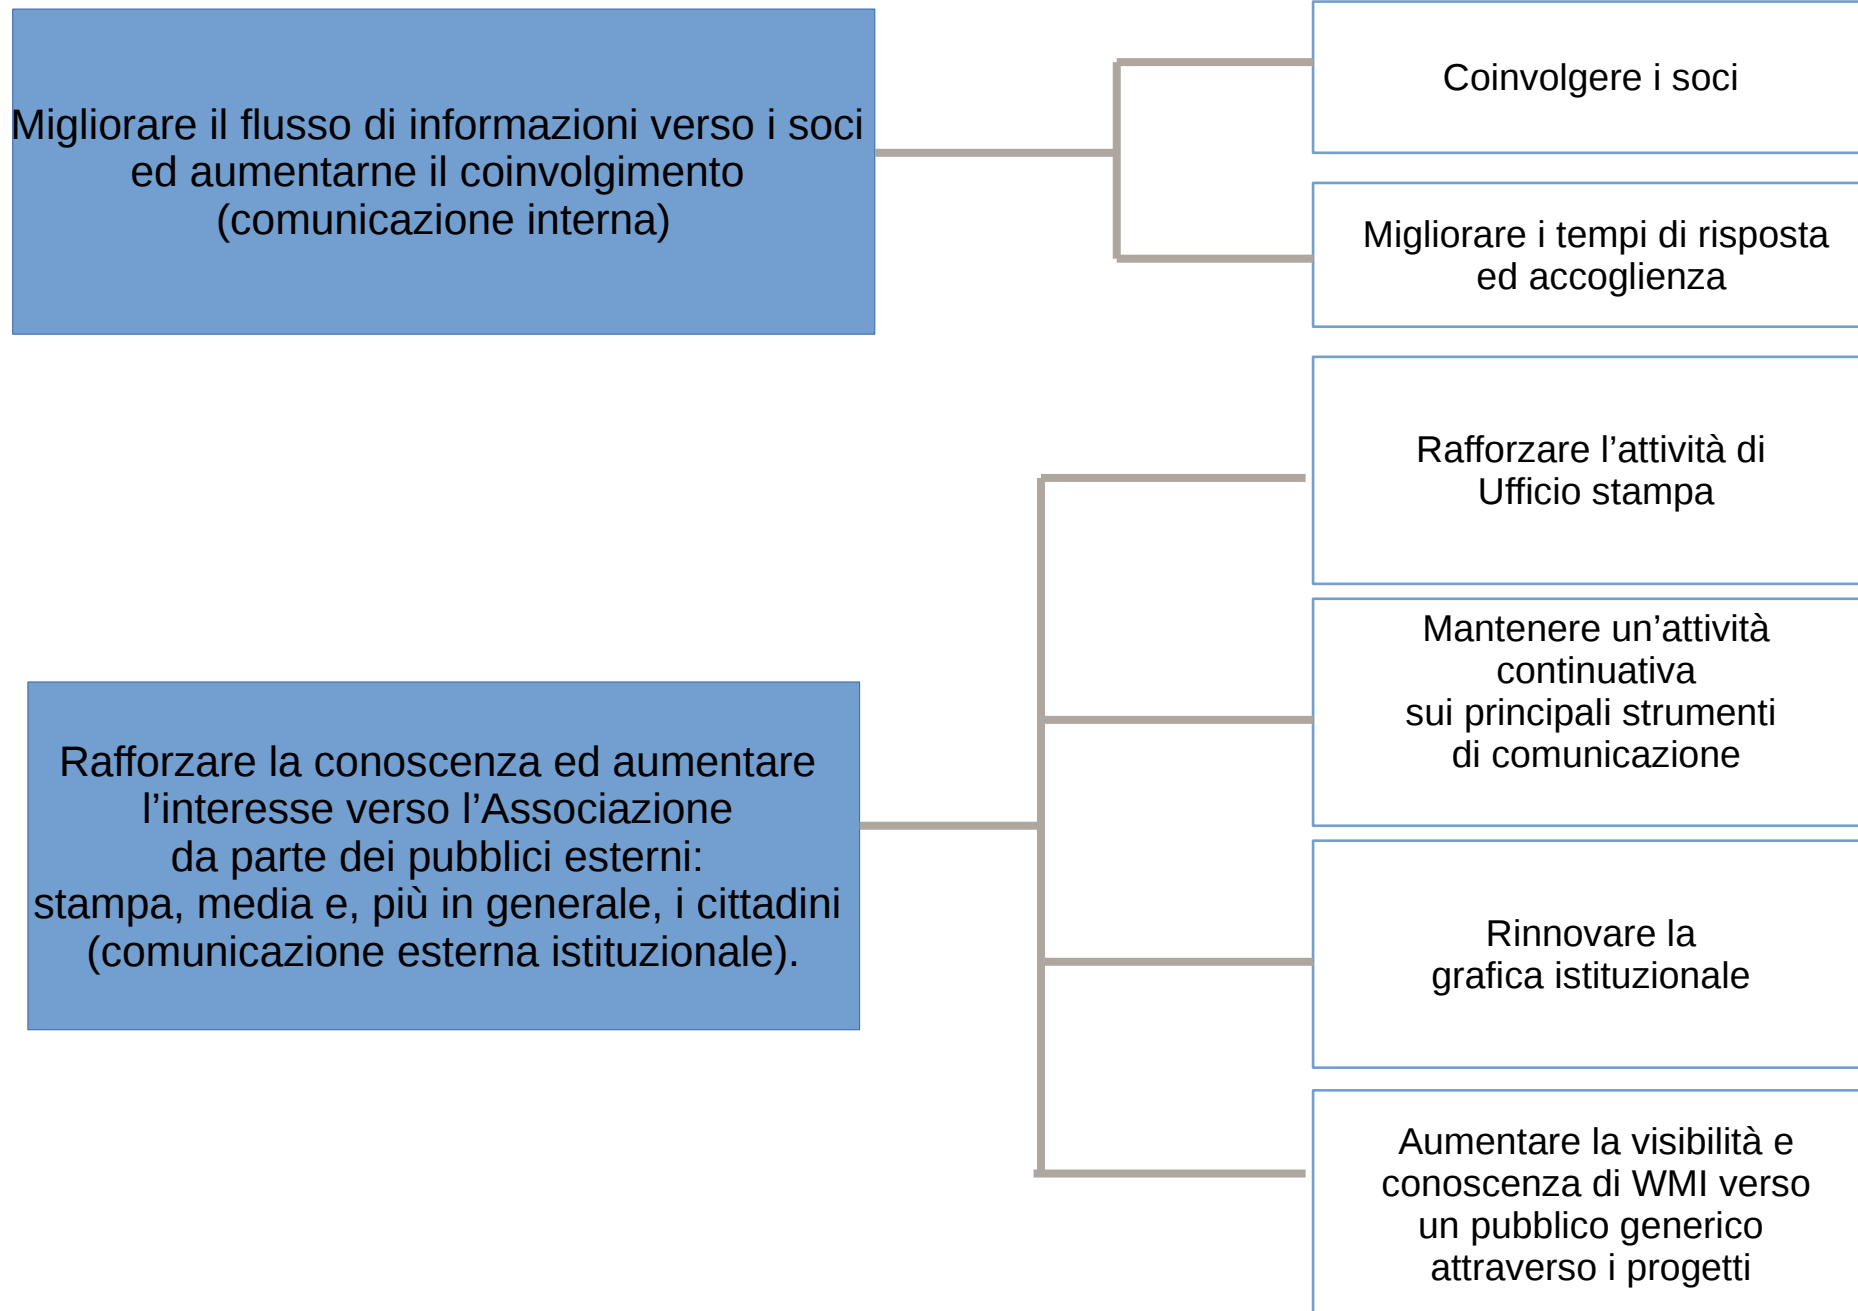 Migliorare il flusso di informazioni verso i soci
ed aumentarne il coinvolgimento
(comunicazione interna)
Coinvolgere i soci
Migliorare i tempi di risposta
ed accoglienza
Rafforzare la conoscenza ed aumentare
l’interesse verso l’Associazione
da parte dei pubblici esterni:
stampa, media e, più in generale, i cittadini
(comunicazione esterna istituzionale).
Rafforzare l’attività di
Ufficio stampa
Mantenere un’attività
continuativa
sui principali strumenti
di comunicazione
Rinnovare la
grafica istituzionale
Aumentare la visibilità e
conoscenza di WMI verso
un pubblico generico
attraverso i progetti